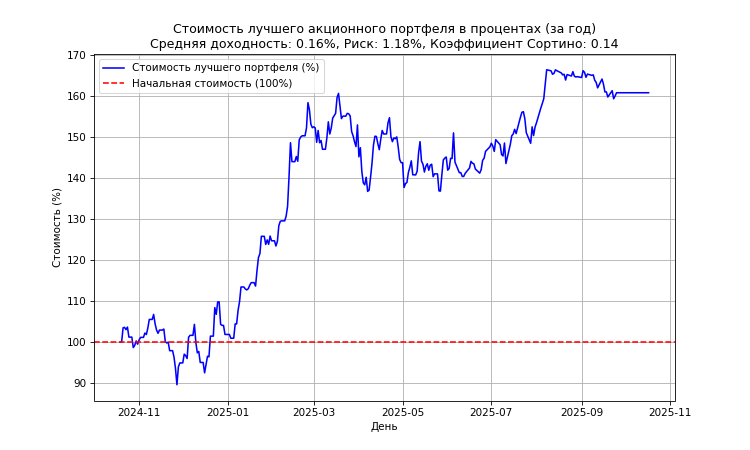 Стоимость лучшего акционного портфеля в процентах (за год)
Средняя доходность: 0.16%, Риск: 1.18%, Коэффициент Сортино: 0.14
Стоимость лучшего портфеля (%)
Начальная стоимость (100%)
Стоимость (%)
170
160
150
140
130
120
110
100
90
2024-11
2025-01
2025-03
2025-05
2025-07
2025-09
2025-11
День